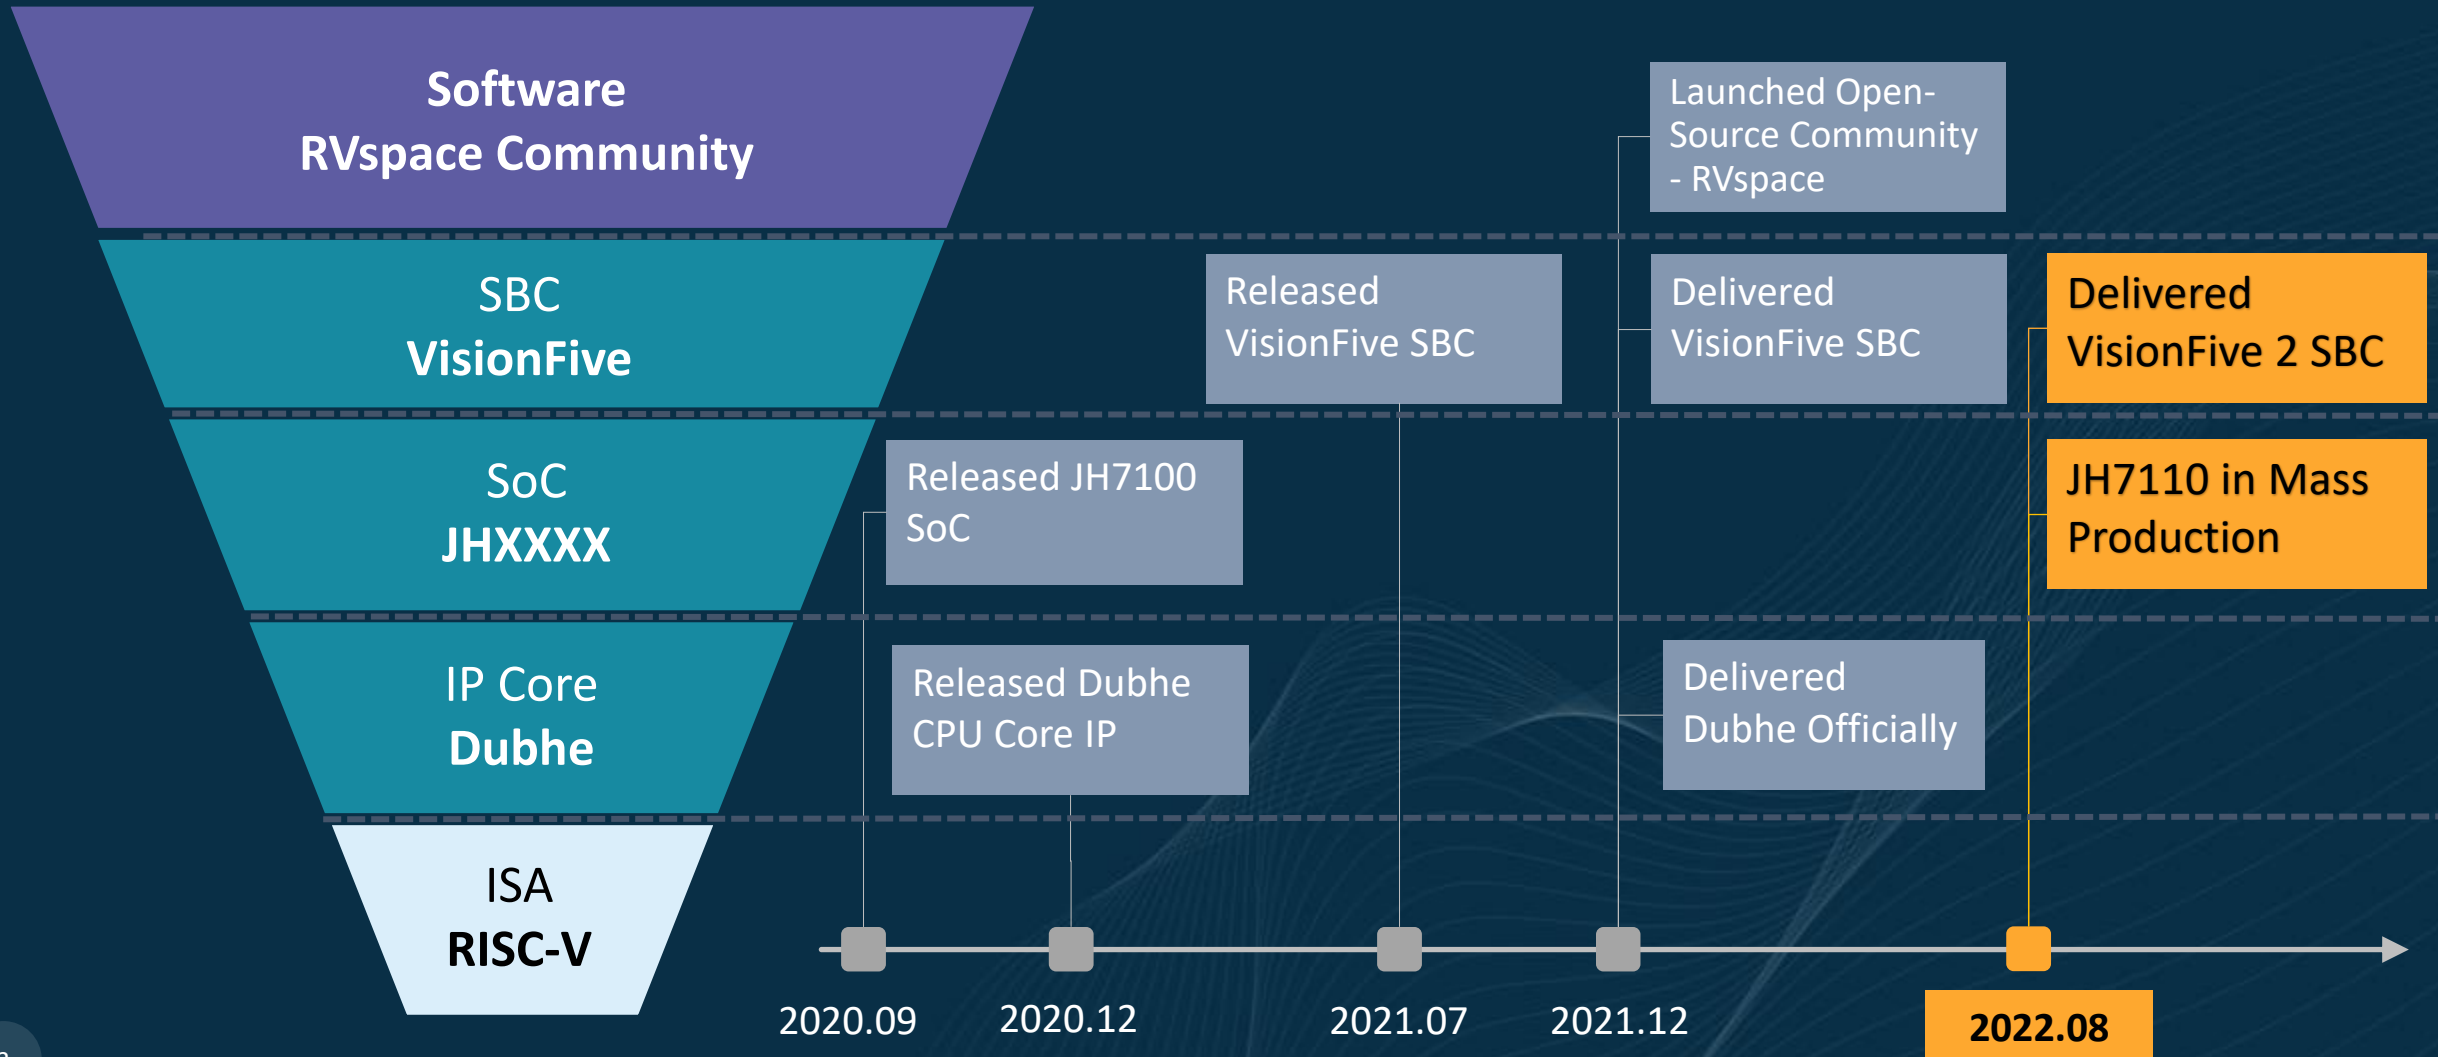 Software
RVspace Community
SBC
VisionFive
SoC
JHXXXX
IP Core
Dubhe
ISA
RISC-V
Launched Open-
Source Community
- RVspace
Released
VisionFive SBC
Delivered
VisionFive SBC
Delivered
VisionFive 2 SBC
Released JH7100
SoC
JH7110 in Mass
Production
Released Dubhe
CPU Core IP
Delivered
Dubhe Officially
2020.09
2020.12
2021.07
2021.12
2022.08